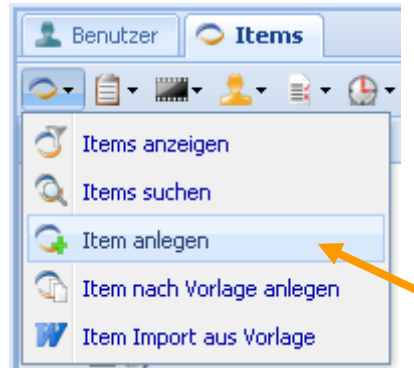 Benutzer Items
Items anzeigen
Items suchen
Item anlegen
Item nach Vorlage anlegen
Item Import aus Vorlage